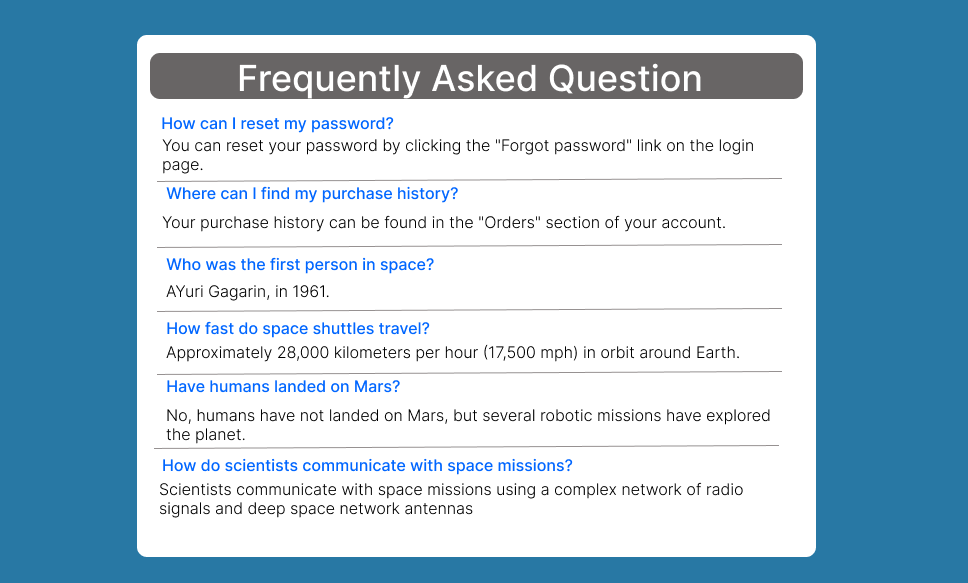 Frequently Asked Question
How can I reset my password?
You can reset your password by clicking the "Forgot password" link on the login
page.
Where can I find my purchase history?
Your purchase history can be found in the "Orders" section of your account.
Who was the first person in space?
AYuri Gagarin, in 1961.
How fast do space shuttles travel?
Approximately 28,000 kilometers per hour (17,500 mph) in orbit around Earth.
Have humans landed on Mars?
No, humans have not landed on Mars, but several robotic missions have explored
the planet.
How do scientists communicate with space missions?
Scientists communicate with space missions using a complex network of radio
signals and deep space network antennas